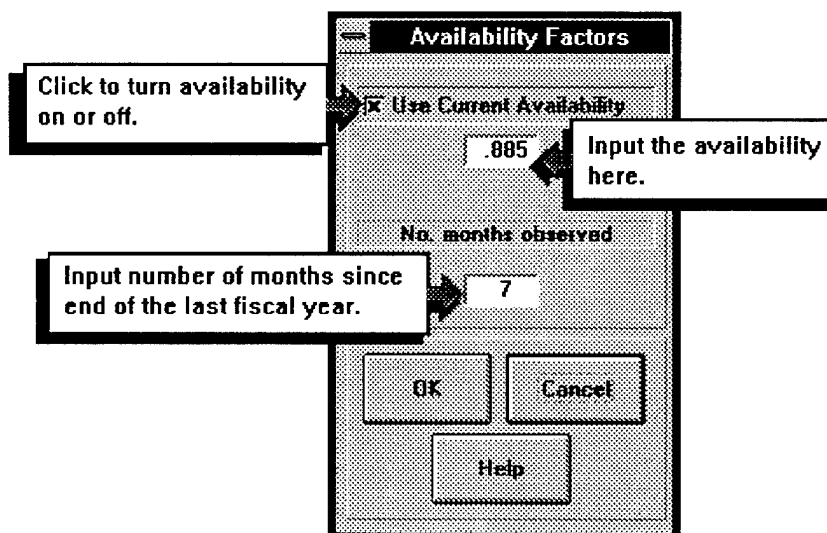 Availability Factors
Click to turn availability
on or off.
x Use Current Availability
.885
Input the availability
here.
No. months observed
Input number of months since
end of the last fiscal year.
7
OK
Cancel
Help